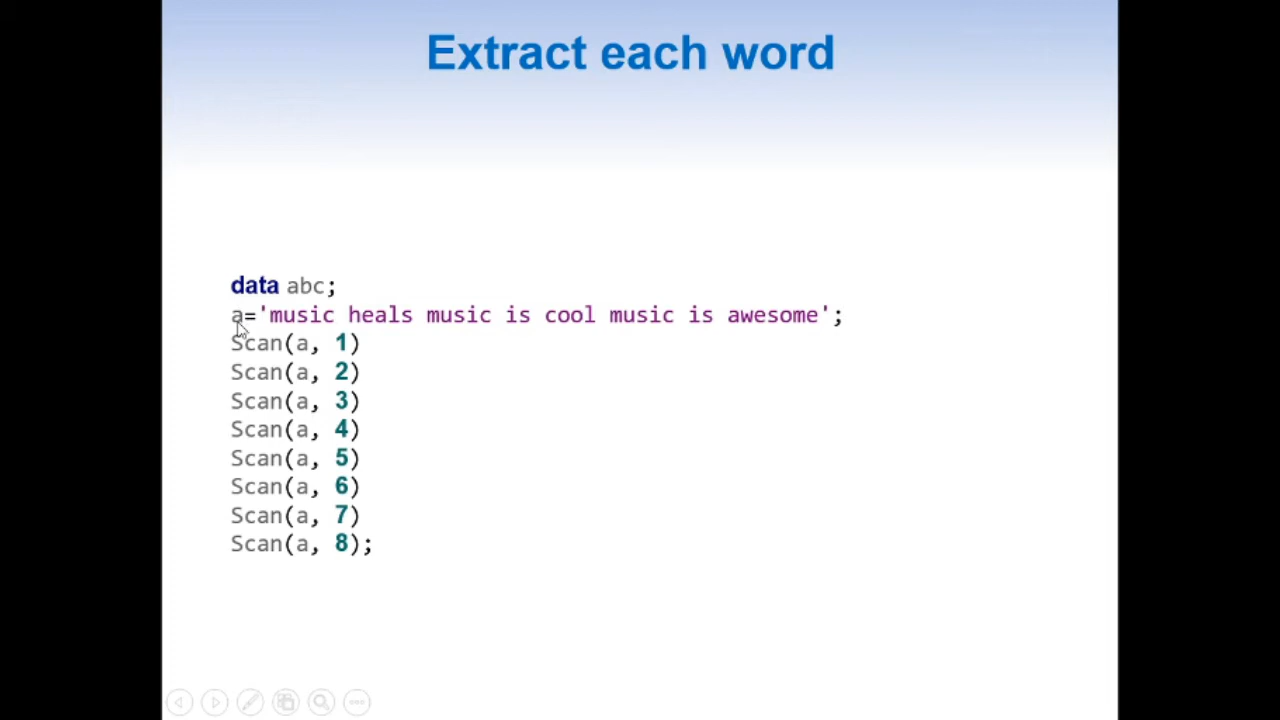 Extract each word
data abc;
a='music heals music is cool music is awesome';
Scan(a, 1)
Scan(a, 2)
Scan(a, 3)
Scan(a, 4)
Scan(a, 5)
Scan(a, 6)
Scan(a, 7)
Scan(a, 8);